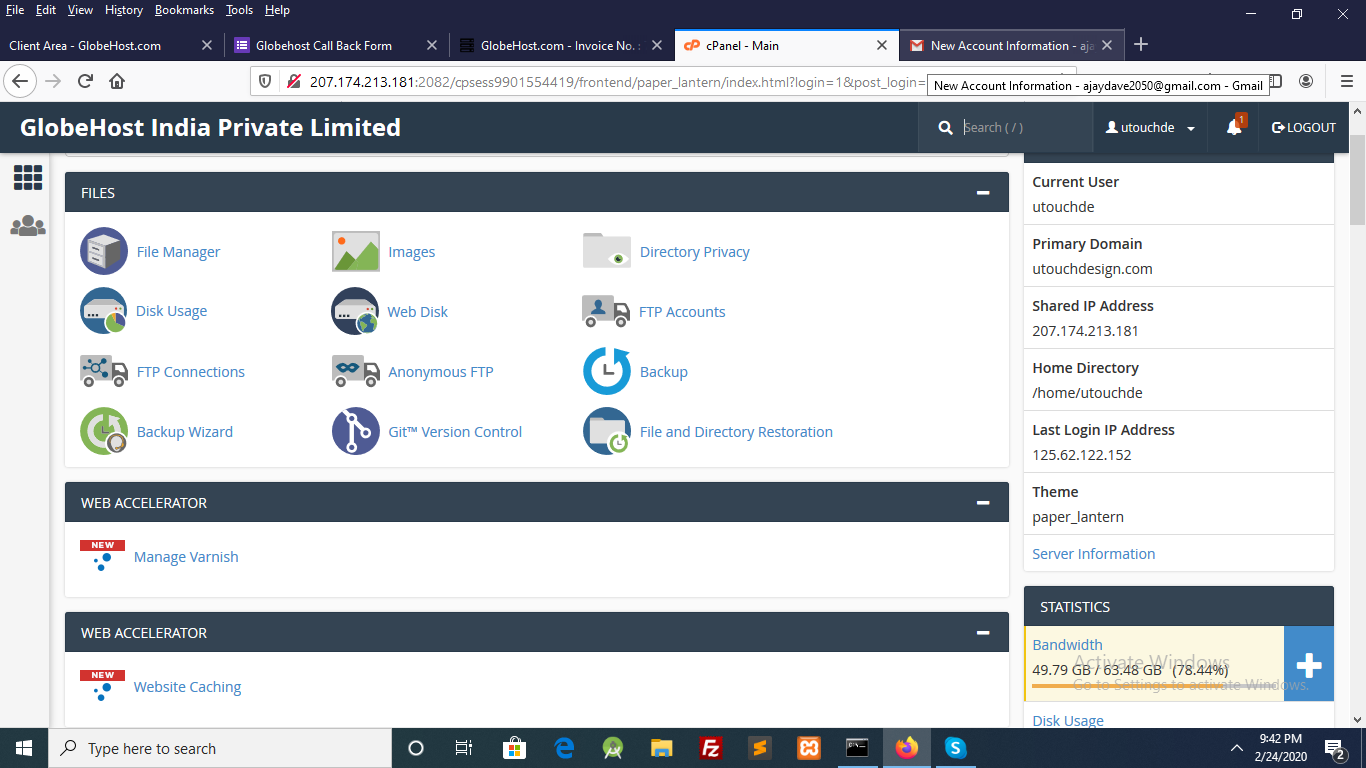 File Edit View History Bookmarks Tools Help
Client Area - GlobeHost.com
Globehost Call Back Form
GlobeHost.com - Invoice No. :
cPanel - Main
New Account Information - aja
207.174.213.181:2082/cpsess9901554419/frontend/paper_lantern/index.html?login=1&post_login=
New Account Information - ajaydave2050@gmail.com - Gmail
GlobeHost India Private Limited
Search ( / )
utouchde
1
LOGOUT
FILES
File Manager
Images
Directory Privacy
Disk Usage
Web Disk
FTP Accounts
FTP Connections
Anonymous FTP
Backup
Backup Wizard
Git™ Version Control
File and Directory Restoration
WEB ACCELERATOR
NEW
Manage Varnish
WEB ACCELERATOR
NEW
Website Caching
Current User
utouchde
Primary Domain
utouchdesign.com
Shared IP Address
207.174.213.181
Home Directory
/home/utouchde
Last Login IP Address
125.62.122.152
Theme
paper_lantern
Server Information
STATISTICS
Bandwidth
49.79 GB / 63.48 GB (78.44%)
Disk Usage
Activate Windows
Go to Settings to activate Windows.
Type here to search
9:42 PM
2/24/2020
2